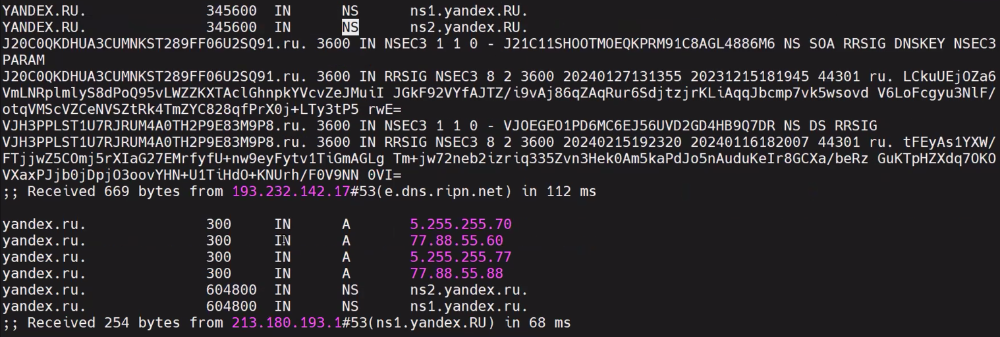 YANDEX.RU. 345600 IN NS ns1.yandex.RU.
YANDEX.RU. 345600 IN NS ns2.yandex.RU.
J20C0QKDHUA3CUMNKST289FF06U2SQ91.ru. 3600 IN NSEC3 1 1 0 - J21C11SHOOTMOEQKPRM91C8AGL4886M6 NS SOA RRSIG DNSKEY NSEC3
PARAM
J20C0QKDHUA3CUMNKST289FF06U2SQ91.ru. 3600 IN RRSIG NSEC3 8 2 3600 20240127131355 20231215181945 44301 ru. LCkuUEjOZa6
VmLNRplmlyS8dPoQ95vLWZZKXTAclGhnpkYVcvZeJMuiI JGkF92VYfAJTZ/i9vAj86qZAqRur6SdjtzjrKLiAqqJbcmp7vk5wsovd V6LoFcgyu3NlF/
otqVMScVZCeNVSZtRk4TmZYC828qfPrX0j+LTy3tP5 rwE=
VJH3PPLST1U7RJRUM4A0TH2P9E83M9P8.ru. 3600 IN NSEC3 1 1 0 - VJOEGEO1PD6MC6EJ56UVD2GD4HB9Q7DR NS DS RRSIG
VJH3PPLST1U7RJRUM4A0TH2P9E83M9P8.ru. 3600 IN RRSIG NSEC3 8 2 3600 20240215192320 20240116182007 44301 ru. tFEyAs1YXW/
FTjjwZ5COmj5rXIaG27EMrfyfU+nw9eyFytv1TiGmAGLg Tm+jw72neb2izriq335Zvn3Hek0Am5kaPdJo5nAuduKeIr8GCXa/beRz GuKTpHZXdq7OKO
VXaxPJjb0jDpjO3oovYHN+U1TiHdO+KNUrh/F0V9NN 0VI=
;; Received 669 bytes from 193.232.142.17#53(e.dns.ripn.net) in 112 ms
yandex.ru. 300 IN A 5.255.255.70
yandex.ru. 300 IN A 77.88.55.60
yandex.ru. 300 IN A 5.255.255.77
yandex.ru. 300 IN A 77.88.55.88
yandex.ru. 604800 IN NS ns2.yandex.ru.
yandex.ru. 604800 IN NS ns1.yandex.ru.
;; Received 254 bytes from 213.180.193.1#53(ns1.yandex.RU) in 68 ms